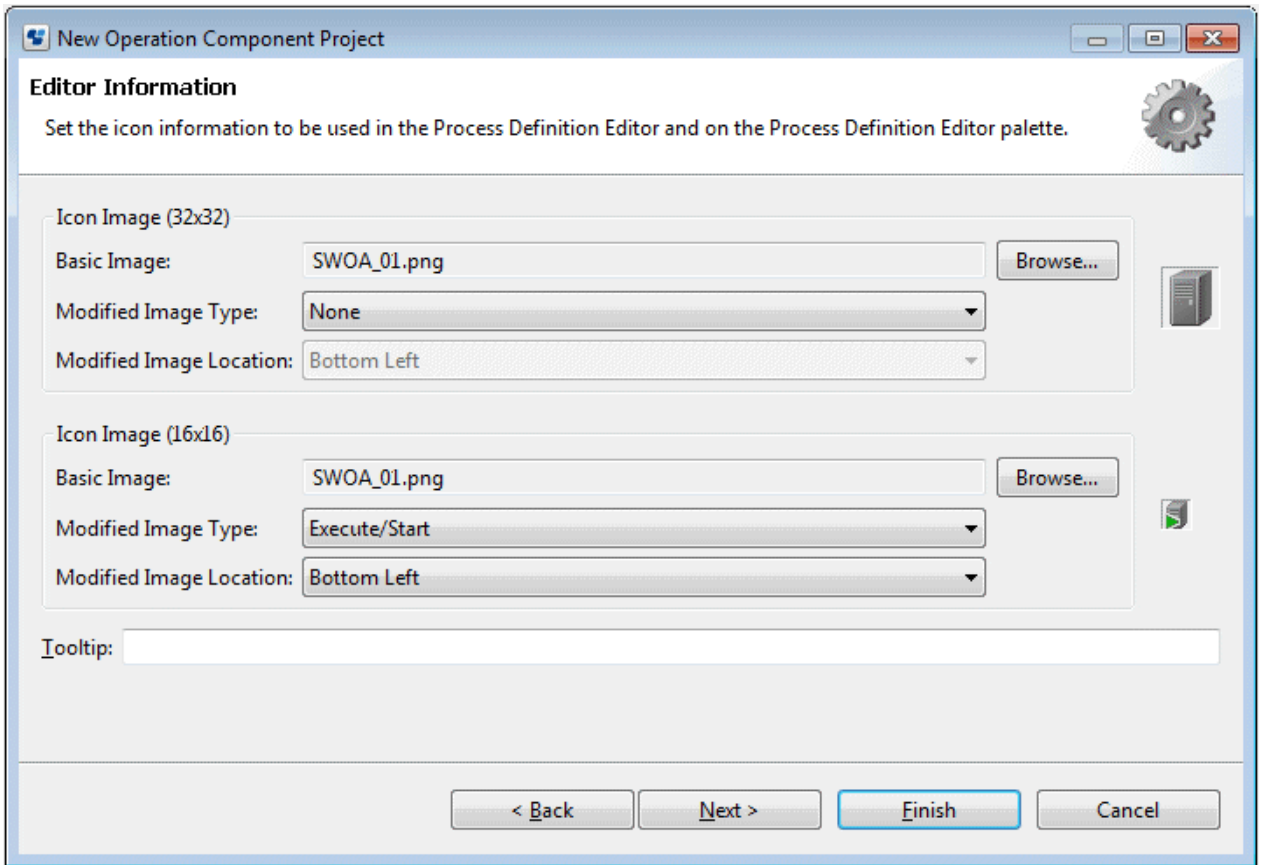 New Operation Component Project
Editor Information
Set the icon information to be used in the Process Definition Editor and on the Process Definition Editor palette.
Icon Image (32x32)
Basic Image: SWOA_01.png Browse...
Modified Image Type: None
Modified Image Location: Bottom Left
Icon Image (16x16)
Basic Image: SWOA_01.png Browse...
Modified Image Type: Execute/Start
Modified Image Location: Bottom Left
Tooltip:
< Back Next > Finish Cancel